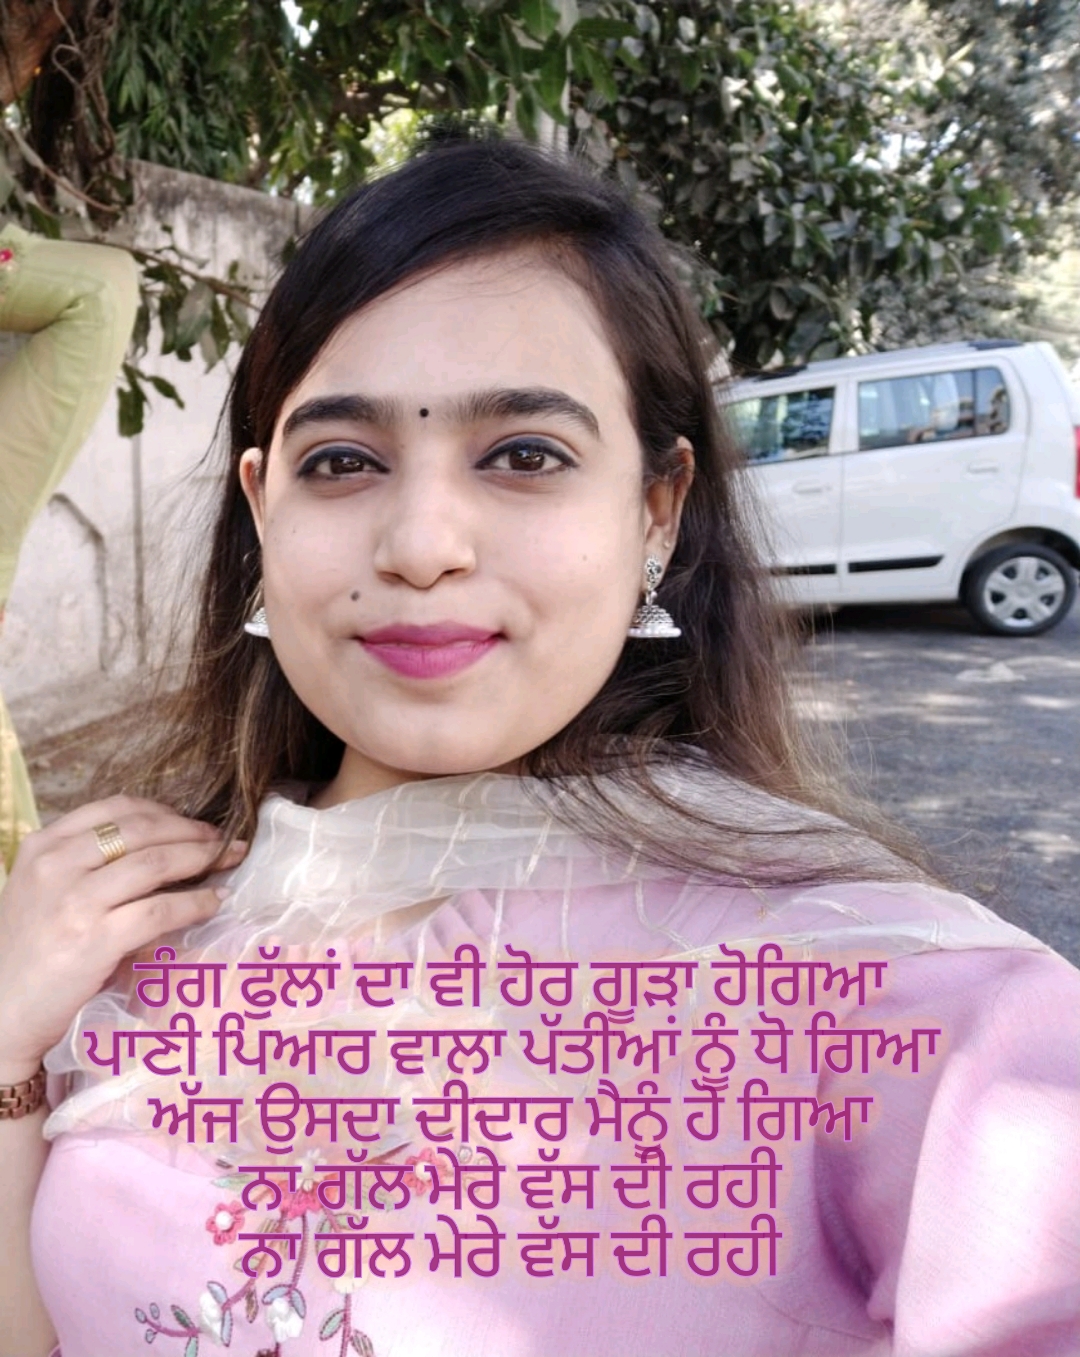 ਰੰਗ ਫੁੱਲਾਂ ਦਾ ਵੀ ਹੋਰ ਗੂੜਾ ਹੋਗਿਆ
ਪਾਣੀ ਪਿਆਰ ਵਾਲਾ ਪੱਤੀਆਂ ਨੂੰ ਧੋ ਗਿਆ
ਅੱਜ ਉਸਦਾ ਦੀਦਾਰ ਮੈਨੂੰ ਹੋ ਗਿਆ
ਨਾ ਗੱਲ ਮੇਰੇ ਵੱਸ ਦੀ ਰਹੀ
ਨਾ ਗੱਲ ਮੇਰੇ ਵੱਸ ਦੀ ਰਹੀ